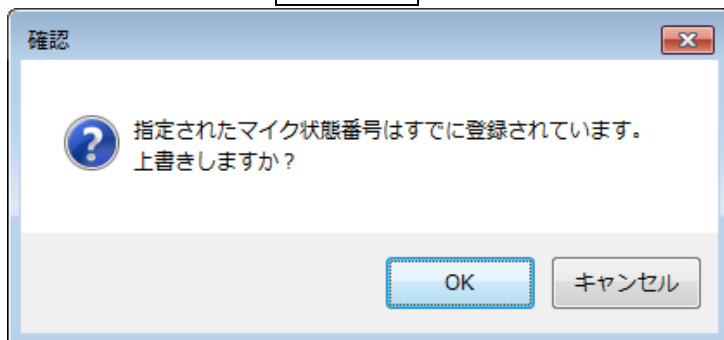 確認
指定されたマイク状態番号はすでに登録されています。
上書きしますか？
OK
キャンセル